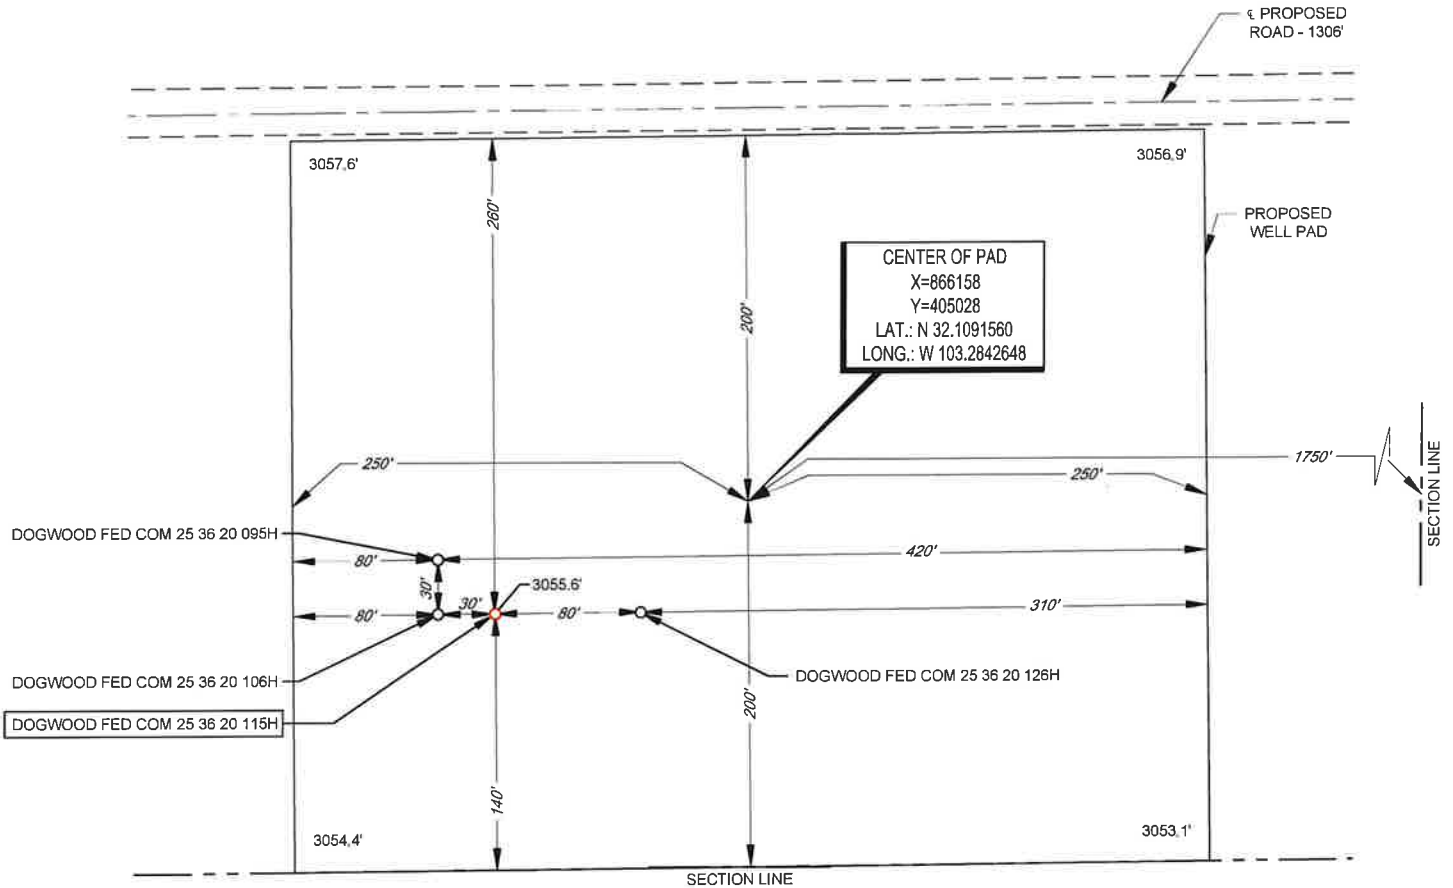 ℄ PROPOSED
ROAD - 1306'
3057.6'
3056.9'
260'
PROPOSED
WELL PAD
CENTER OF PAD
X=866158
Y=405028
LAT.: N 32.1091560
LONG.: W 103.2842648
200'
250'
1750'
250'
SECTION LINE
DOGWOOD FED COM 25 36 20 095H
80'
420'
30'
3055.6'
80'
30'
80'
310'
DOGWOOD FED COM 25 36 20 106H
DOGWOOD FED COM 25 36 20 126H
200'
DOGWOOD FED COM 25 36 20 115H
140'
3054.4'
3053.1'
SECTION LINE